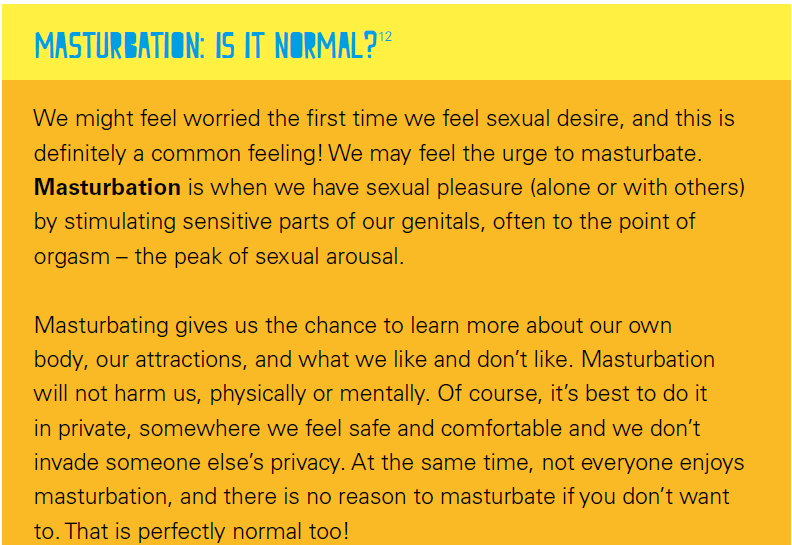 MASTURBATION: IS IT NORMAL?12
We might feel worried the first time we feel sexual desire, and this is
definitely a common feeling! We may feel the urge to masturbate.
Masturbation is when we have sexual pleasure (alone or with others)
by stimulating sensitive parts of our genitals, often to the point of
orgasm – the peak of sexual arousal.
Masturbating gives us the chance to learn more about our own
body, our attractions, and what we like and don’t like. Masturbation
will not harm us, physically or mentally. Of course, it’s best to do it
in private, somewhere we feel safe and comfortable and we don’t
invade someone else’s privacy. At the same time, not everyone enjoys
masturbation, and there is no reason to masturbate if you don’t want
to. That is perfectly normal too!